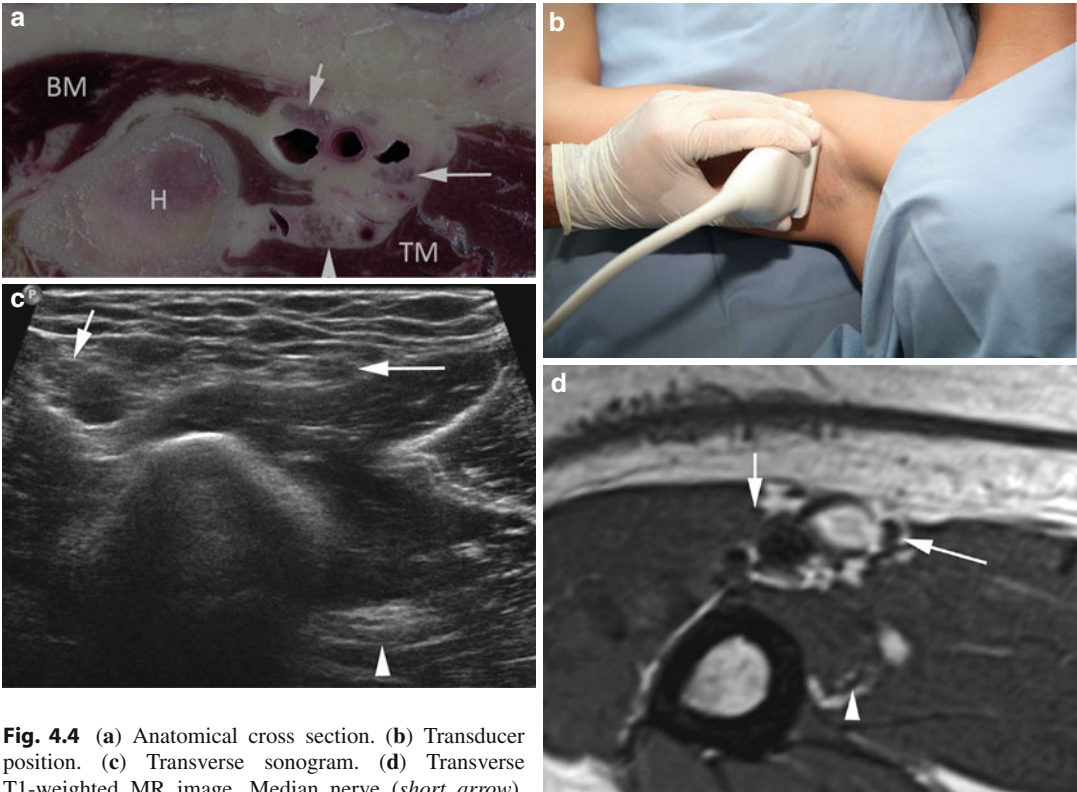 a
BM
H
TM
b
c
P
d
Fig. 4.4 (a) Anatomical cross section. (b) Transducer
position. (c) Transverse sonogram. (d) Transverse
T1-weighted MR image. Median nerve (short arrow),